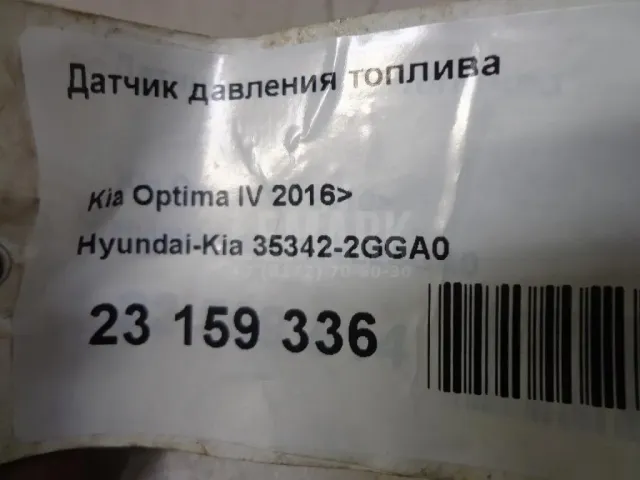 Датчик давления топлива
Kia Optima IV 2016>
Hyundai-Kia 35342-2GGA0
23 159 336